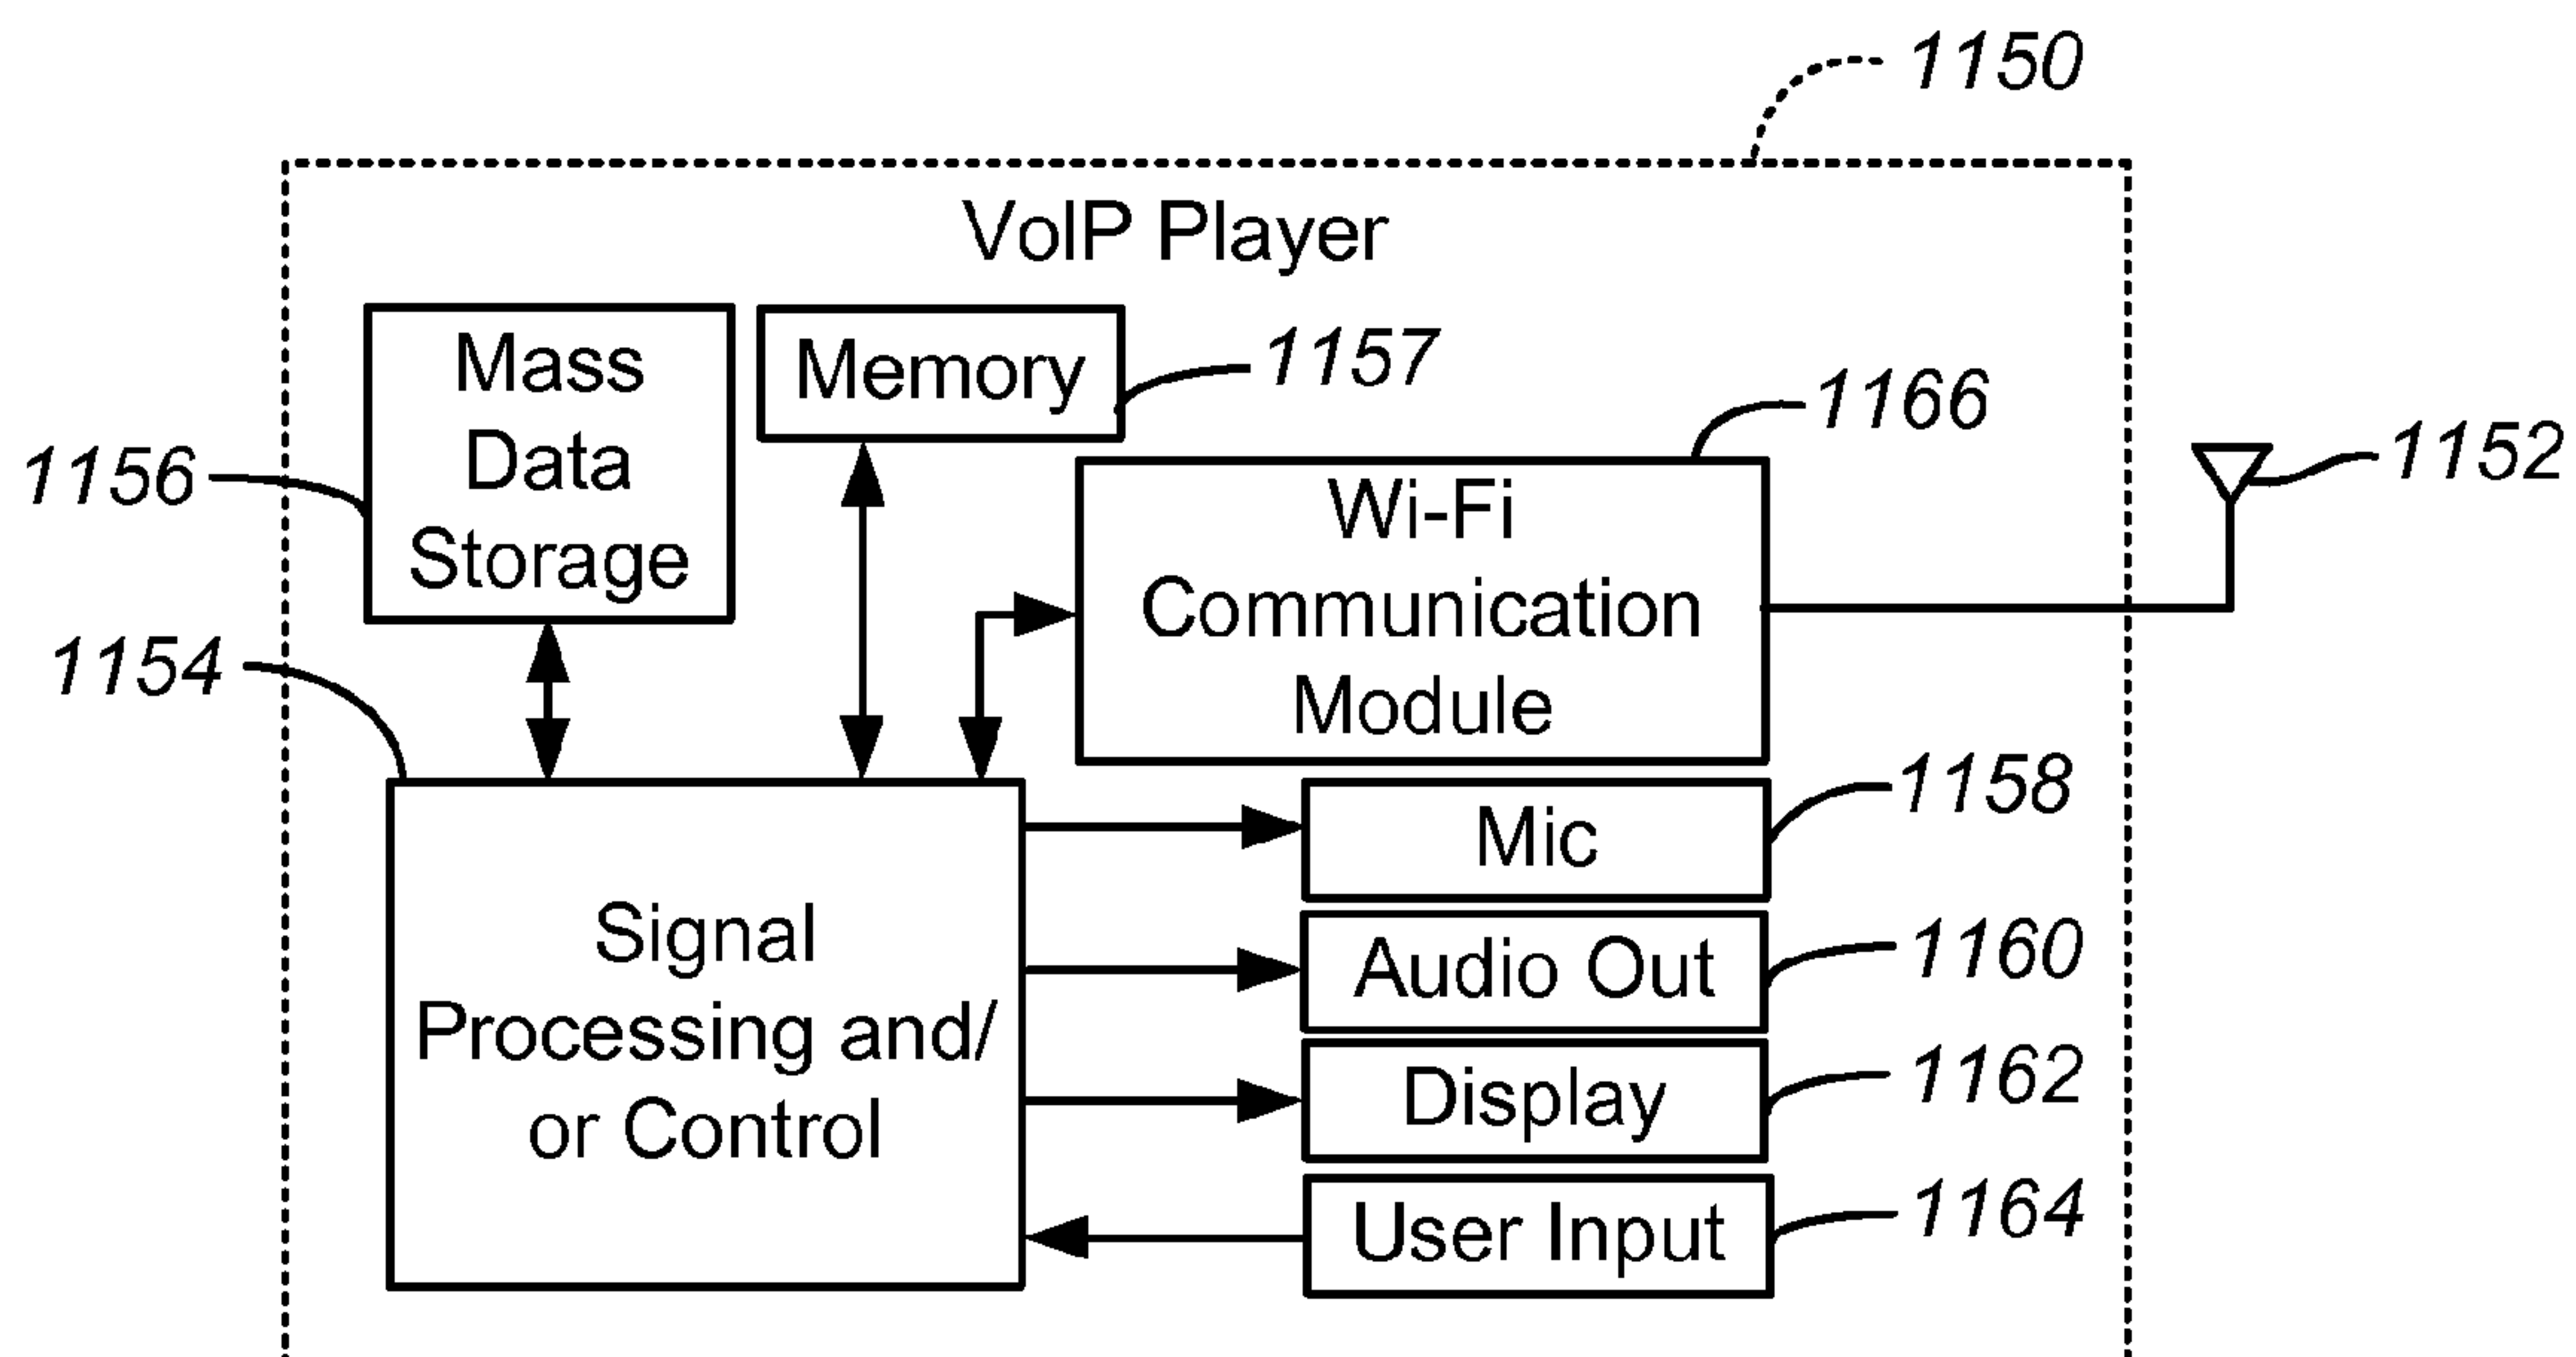 1150
VoIP Player
Mass
Data
Storage
Memory
1157
1166
1156
Wi-Fi
Communication
Module
1152
1154
Mic
1158
Signal
Processing and/
or Control
Audio Out
1160
Display
1162
User Input
1164